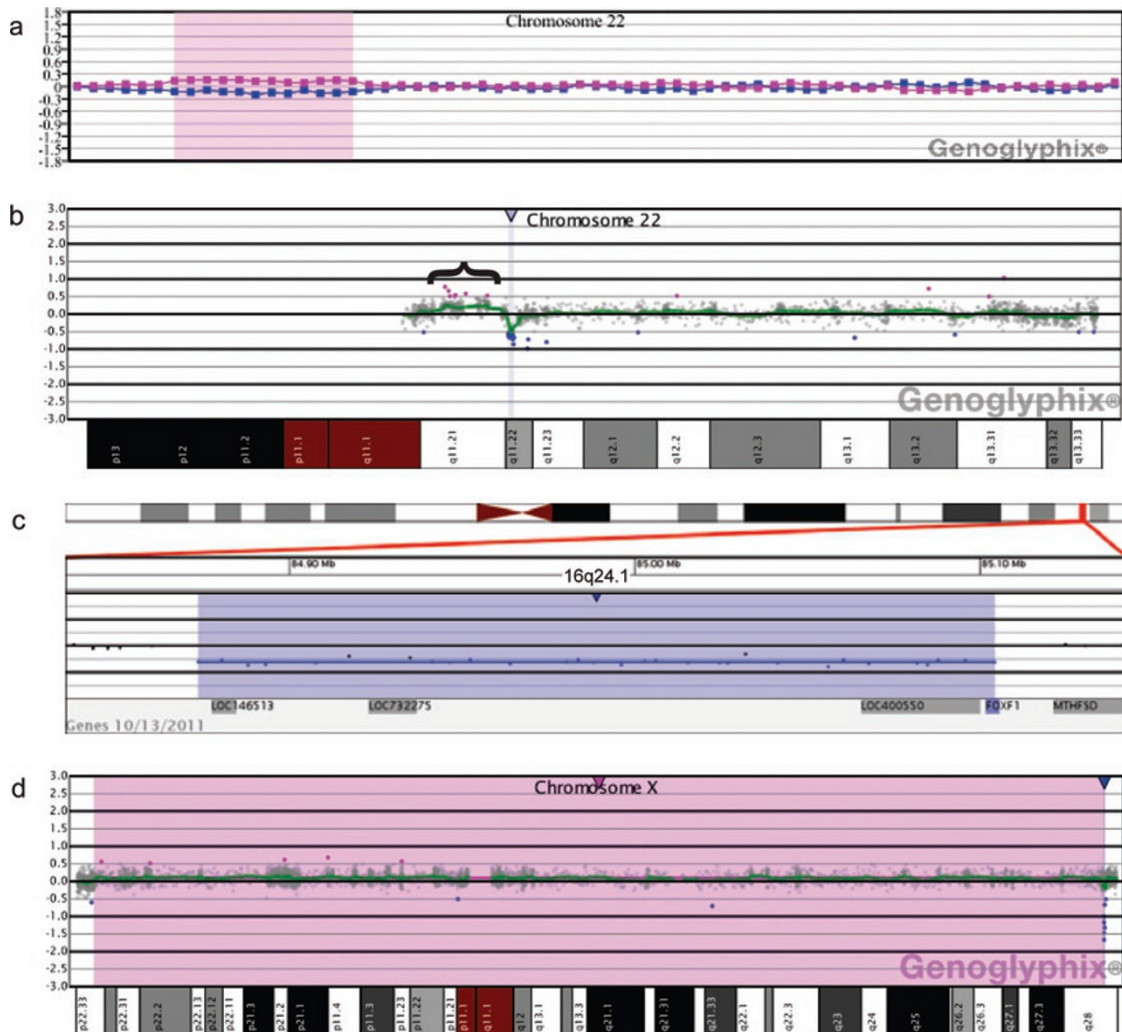 a
Chromosome 22
1.8
1.5
1.2
0.9
0.6
0.3
0
-0.3
-0.6
-0.9
-1.2
-1.5
-1.8
Genoglyphix®
b
Chromosome 22
3.0
2.5
2.0
1.5
1.0
0.5
0.0
-0.5
-1.0
-1.5
-2.0
-2.5
-3.0
Genoglyphix®
p13 p12 p11.2 p11.1 q11.1 q11.21 q11.22 q11.23 q12.1 q12.2 q12.3 q13.1 q13.2 q13.31 q13.32 q13.33
c
84.90 Mb 85.00 Mb 85.10 Mb
16q24.1
LOC146513 LOC732275 LOC400550 FOXF1 MTHFSD
Genes 10/13/2011
d
Chromosome X
3.0
2.5
2.0
1.5
1.0
0.5
0.0
-0.5
-1.0
-1.5
-2.0
-2.5
-3.0
Genoglyphix®
p22.33 p22.31 p22.2 p22.13 p22.12 p22.11 p21.3 p21.2 p21.1 p11.4 p11.3 p11.23 p11.22 p11.21 p11.1 q11.1 q12 q13.1 q13.3 q21.1 q21.31 q21.33 q22.1 q22.3 q23 q24 q25 q26.2 q26.3 q27.1 q27.3 q28